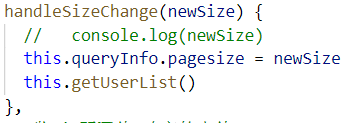 handleSizeChange(newSize) {
  //   console.log(newSize)
  this.queryInfo.pagesize = newSize
  this.getUserList()
},